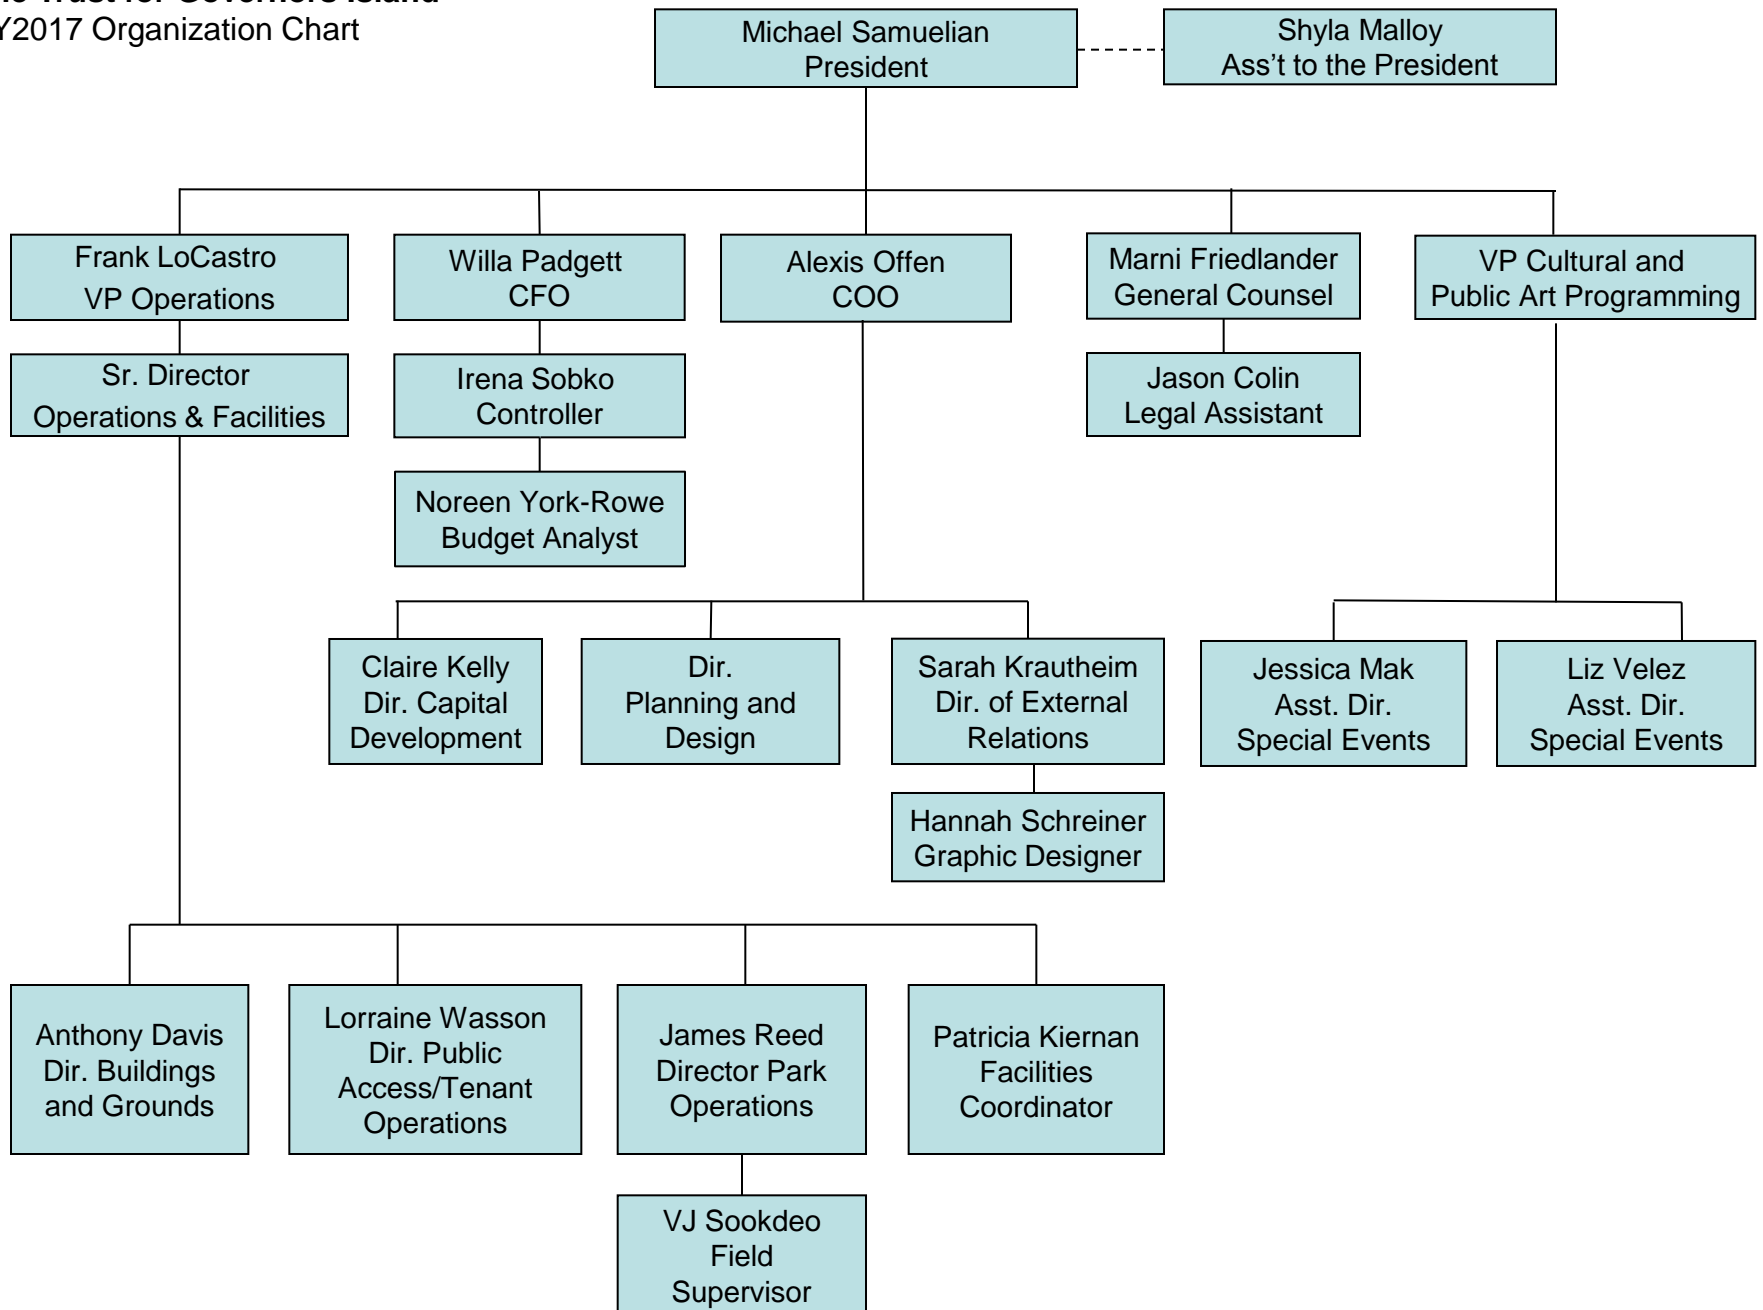 Trust for Governors Island
Y2017 Organization Chart
Michael Samuelian
President
Shyla Malloy
Ass't to the President
Frank LoCastro
VP Operations
Willa Padgett
CFO
Alexis Offen
COO
Marni Friedlander
General Counsel
VP Cultural and
Public Art Programming
Sr. Director
Operations & Facilities
Irena Sobko
Controller
Jason Colin
Legal Assistant
Noreen York-Rowe
Budget Analyst
Claire Kelly
Dir. Capital
Development
Dir.
Planning and
Design
Sarah Krautheim
Dir. of External
Relations
Jessica Mak
Asst. Dir.
Special Events
Liz Velez
Asst. Dir.
Special Events
Hannah Schreiner
Graphic Designer
Anthony Davis
Dir. Buildings
and Grounds
Lorraine Wasson
Dir. Public
Access/Tenant
Operations
James Reed
Director Park
Operations
Patricia Kiernan
Facilities
Coordinator
VJ Sookdeo
Field
Supervisor